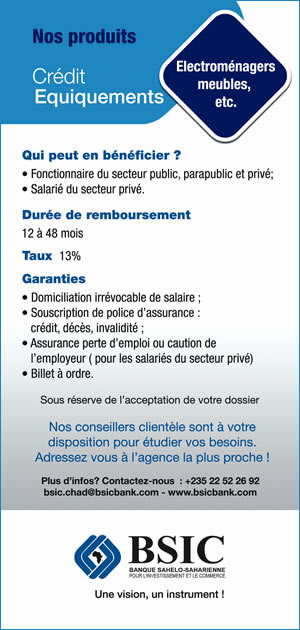 Nos produits
Crédit
Equiquements
Electroménagers
meubles,
etc.
Qui peut en bénéficier ?
• Fonctionnaire du secteur public, parapublic et privé;
• Salarié du secteur privé.
Durée de remboursement
12 à 48 mois
Taux 13%
Garanties
• Domiciliation irrévocable de salaire ;
• Souscription de police d’assurance :
crédit, décès, invalidité ;
• Assurance perte d’emploi ou caution de
l’employeur ( pour les salariés du secteur privé)
• Billet à ordre.
Sous réserve de l’acceptation de votre dossier
Nos conseillers clientèle sont à votre
disposition pour étudier vos besoins.
Adressez vous à l’agence la plus proche !
Plus d’infos? Contactez-nous : +235 22 52 26 92
bsic.chad@bsicbank.com - www.bsicbank.com
BSIC
BANQUE SAHELO-SAHARIENNE
POUR L’INVESTISSEMENT ET LE COMMERCE
Une vision, un instrument !